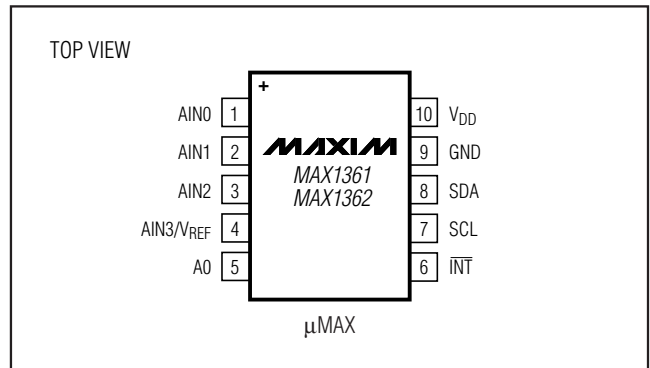 TOP VIEW
+
AIN0 1
AIN1 2
AIN2 3
AIN3/VREF 4
A0 5
MAXIM
MAX1361
MAX1362
10 VDD
9 GND
8 SDA
7 SCL
6 I̅N̅T̅
µMAX